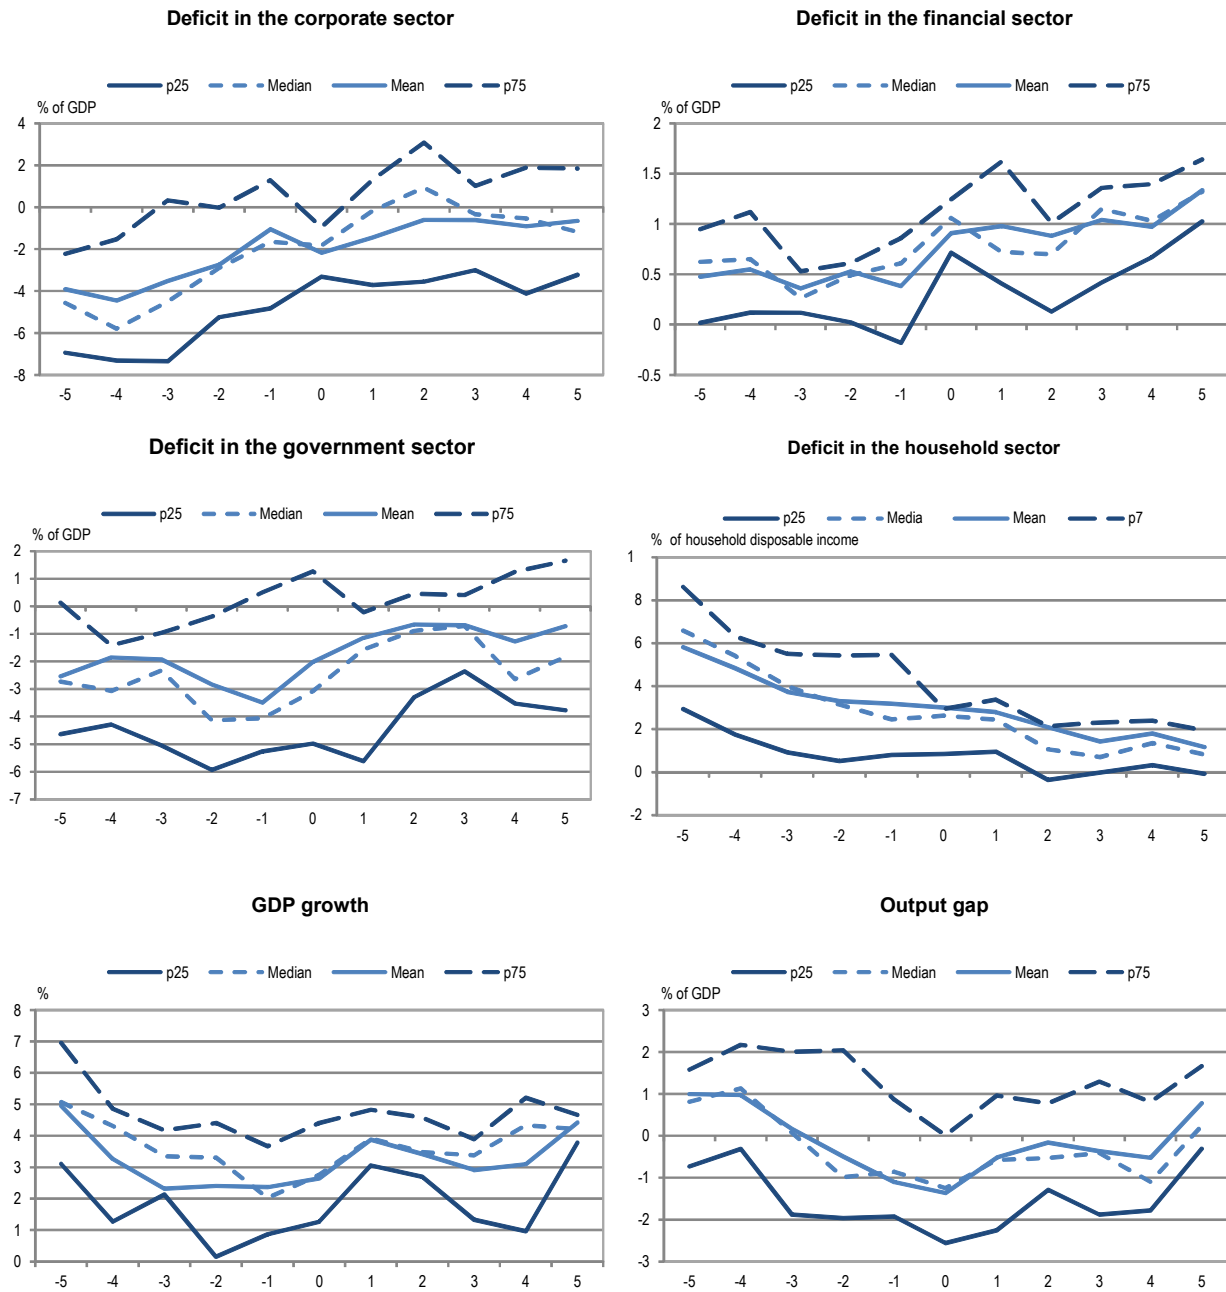 Deficit in the corporate sector
p25 Median Mean p75
% of GDP
4
2
0
-2
-4
-6
-8
-5 -4 -3 -2 -1 0 1 2 3 4 5
Deficit in the financial sector
p25 Median Mean p75
% of GDP
2
1.5
1
0.5
0
-0.5
-5 -4 -3 -2 -1 0 1 2 3 4 5
Deficit in the government sector
p25 Median Mean p75
% of GDP
2
1
0
-1
-2
-3
-4
-5
-6
-7
-5 -4 -3 -2 -1 0 1 2 3 4 5
Deficit in the household sector
p25 Media Mean p7
% of household disposable income
1
8
6
4
2
0
-2
-5 -4 -3 -2 -1 0 1 2 3 4 5
GDP growth
p25 Median Mean p75
%
8
7
6
5
4
3
2
1
0
-5 -4 -3 -2 -1 0 1 2 3 4 5
Output gap
p25 Median Mean p75
% of GDP
3
2
1
0
-1
-2
-3
-5 -4 -3 -2 -1 0 1 2 3 4 5